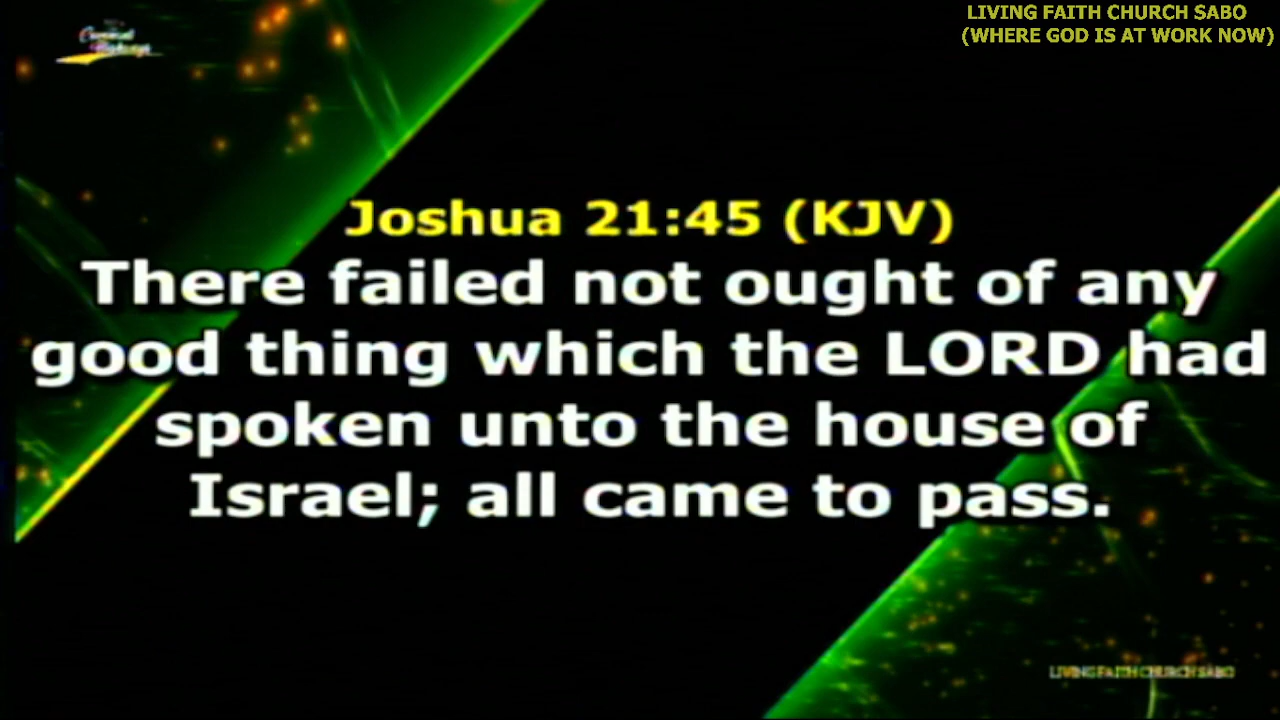 LIVING FAITH CHURCH SABO
(WHERE GOD IS AT WORK NOW)
Joshua 21:45 (KJV)
There failed not ought of any
good thing which the LORD had
spoken unto the house of
Israel; all came to pass.
LIVING FAITH CHURCH SABO